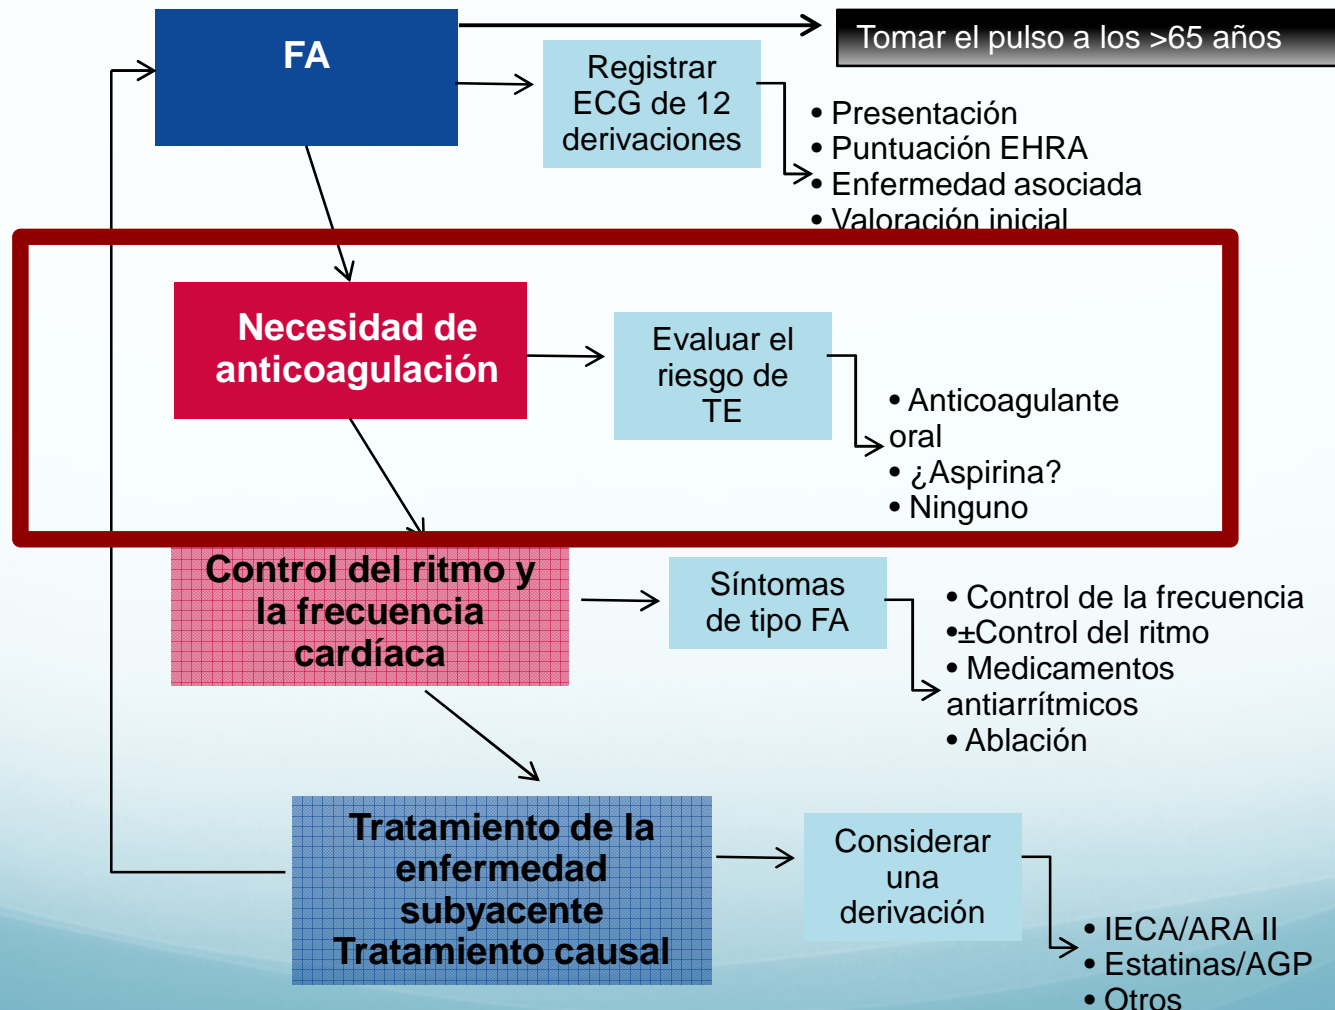 FA
Tomar el pulso a los >65 años
Registrar
ECG de 12
derivaciones
• Presentación
• Puntuación EHRA
• Enfermedad asociada
• Valoración inicial
Necesidad de
anticoagulación
Evaluar el
riesgo de
TE
• Anticoagulante
oral
• ¿Aspirina?
• Ninguno
Control del ritmo y
la frecuencia
cardíaca
Síntomas
de tipo FA
• Control de la frecuencia
•±Control del ritmo
• Medicamentos
antiarrítmicos
• Ablación
Tratamiento de la
enfermedad
subyacente
Tratamiento causal
Considerar
una
derivación
• IECA/ARA II
• Estatinas/AGP
• Otros